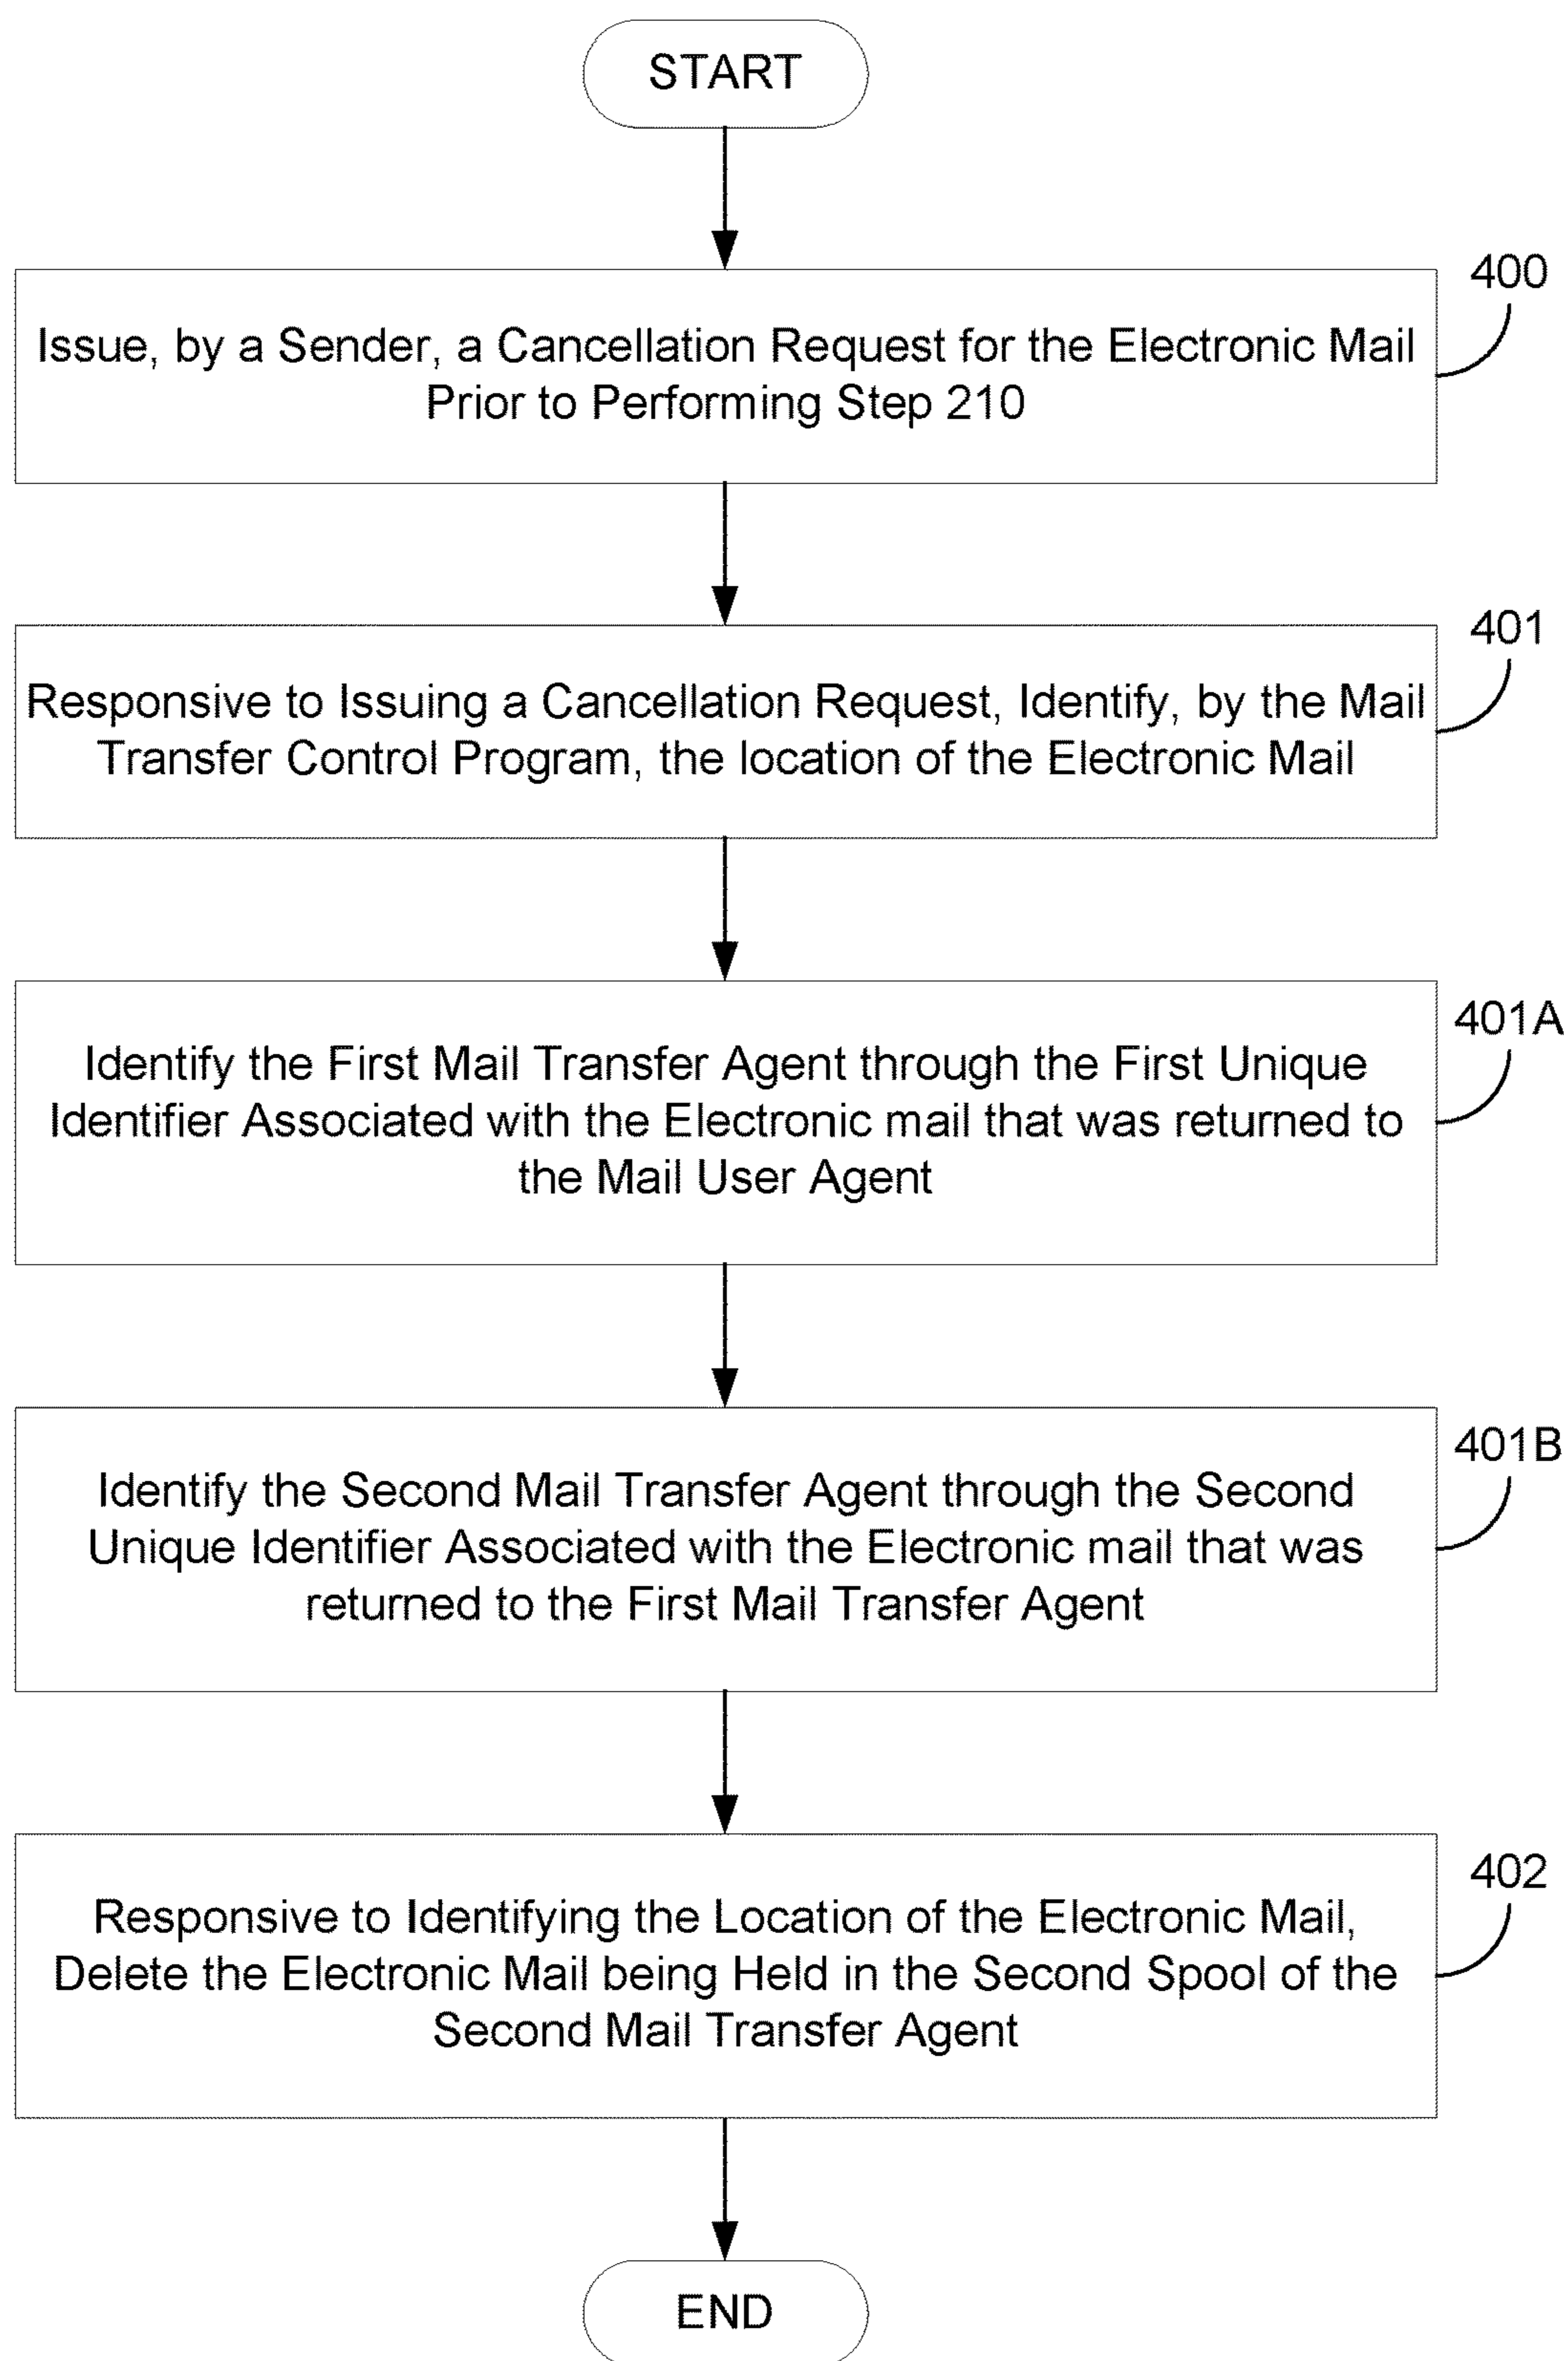 START
400
Issue, by a Sender, a Cancellation Request for the Electronic Mail
Prior to Performing Step 210
401
Responsive to Issuing a Cancellation Request, Identify, by the Mail
Transfer Control Program, the location of the Electronic Mail
401A
Identify the First Mail Transfer Agent through the First Unique
Identifier Associated with the Electronic mail that was returned to
the Mail User Agent
401B
Identify the Second Mail Transfer Agent through the Second
Unique Identifier Associated with the Electronic mail that was
returned to the First Mail Transfer Agent
402
Responsive to Identifying the Location of the Electronic Mail,
Delete the Electronic Mail being Held in the Second Spool of the
Second Mail Transfer Agent
END